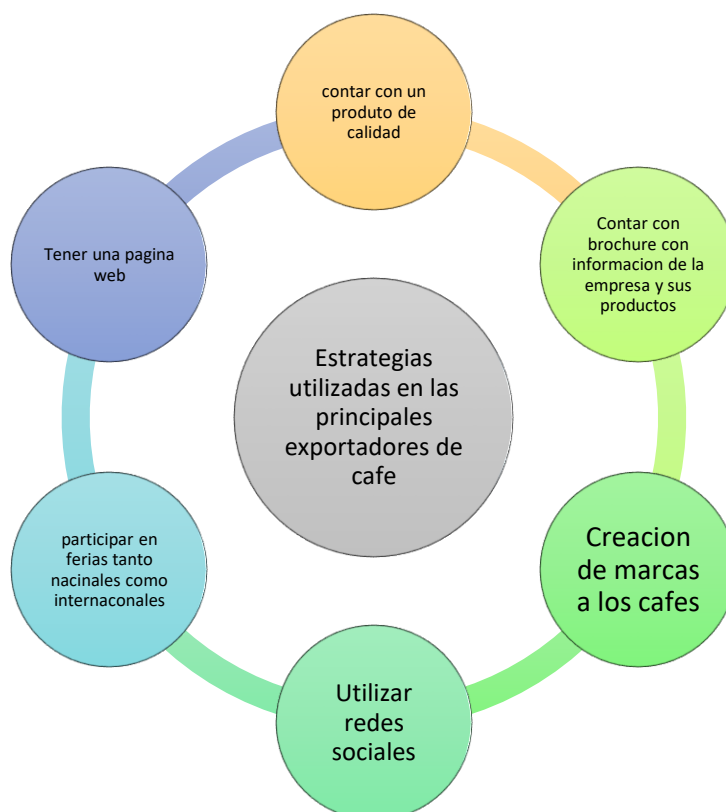 contar con un
produto de
calidad
Contar con
brochure con
informacion de la
empresa y sus
productos
Creacion
de marcas
a los cafes
Utilizar
redes
sociales
participar en
ferias tanto
nacinales como
internaconales
Tener una pagina
web
Estrategias
utilizadas en las
principales
exportadores de
cafe